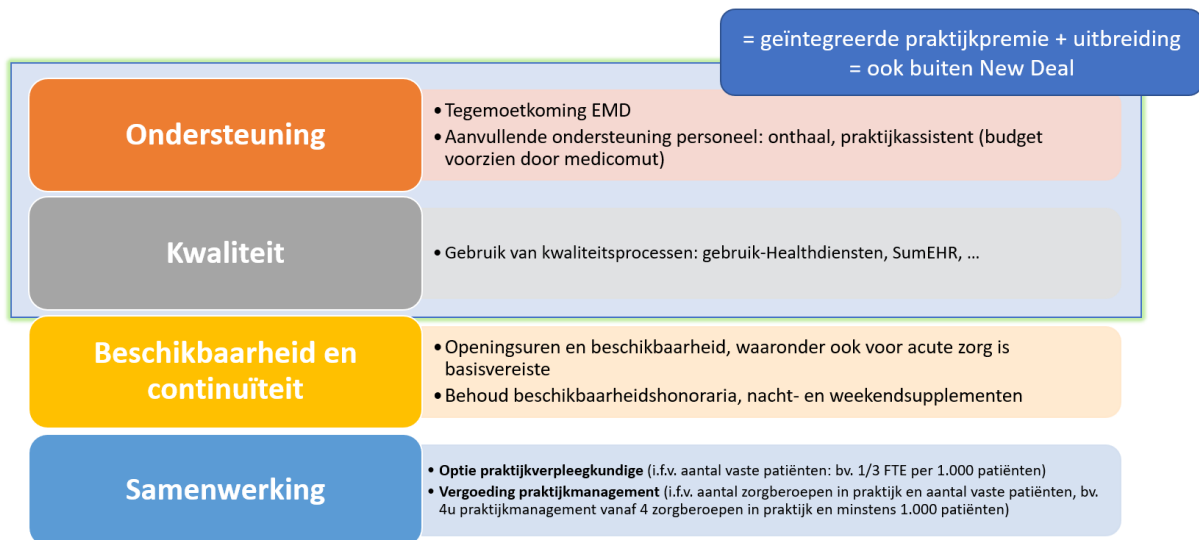 = geïntegreerde praktijkpremie + uitbreiding
= ook buiten New Deal
Ondersteuning
• Tegemoetkoming EMD
• Aanvullende ondersteuning personeel: onthaal, praktijkassistent (budget
voorzien door medicomut)
Kwaliteit
• Gebruik van kwaliteitsprocessen: gebruik-Healthdiensten, SumEHR, ...
Beschikbaarheid en
continuïteit
• Openingsuren en beschikbaarheid, waaronder ook voor acute zorg is
basisvereiste
• Behoud beschikbaarheidshonoraria, nacht- en weekendsupplementen
Samenwerking
• Optie praktijkverpleegkundige (i.f.v. aantal vaste patiënten: bv. 1/3 FTE per 1.000 patiënten)
• Vergoeding praktijkmanagement (i.f.v. aantal zorgberoepen in praktijk en aantal vaste patiënten, bv.
4u praktijkmanagement vanaf 4 zorgberoepen in praktijk en minstens 1.000 patiënten)